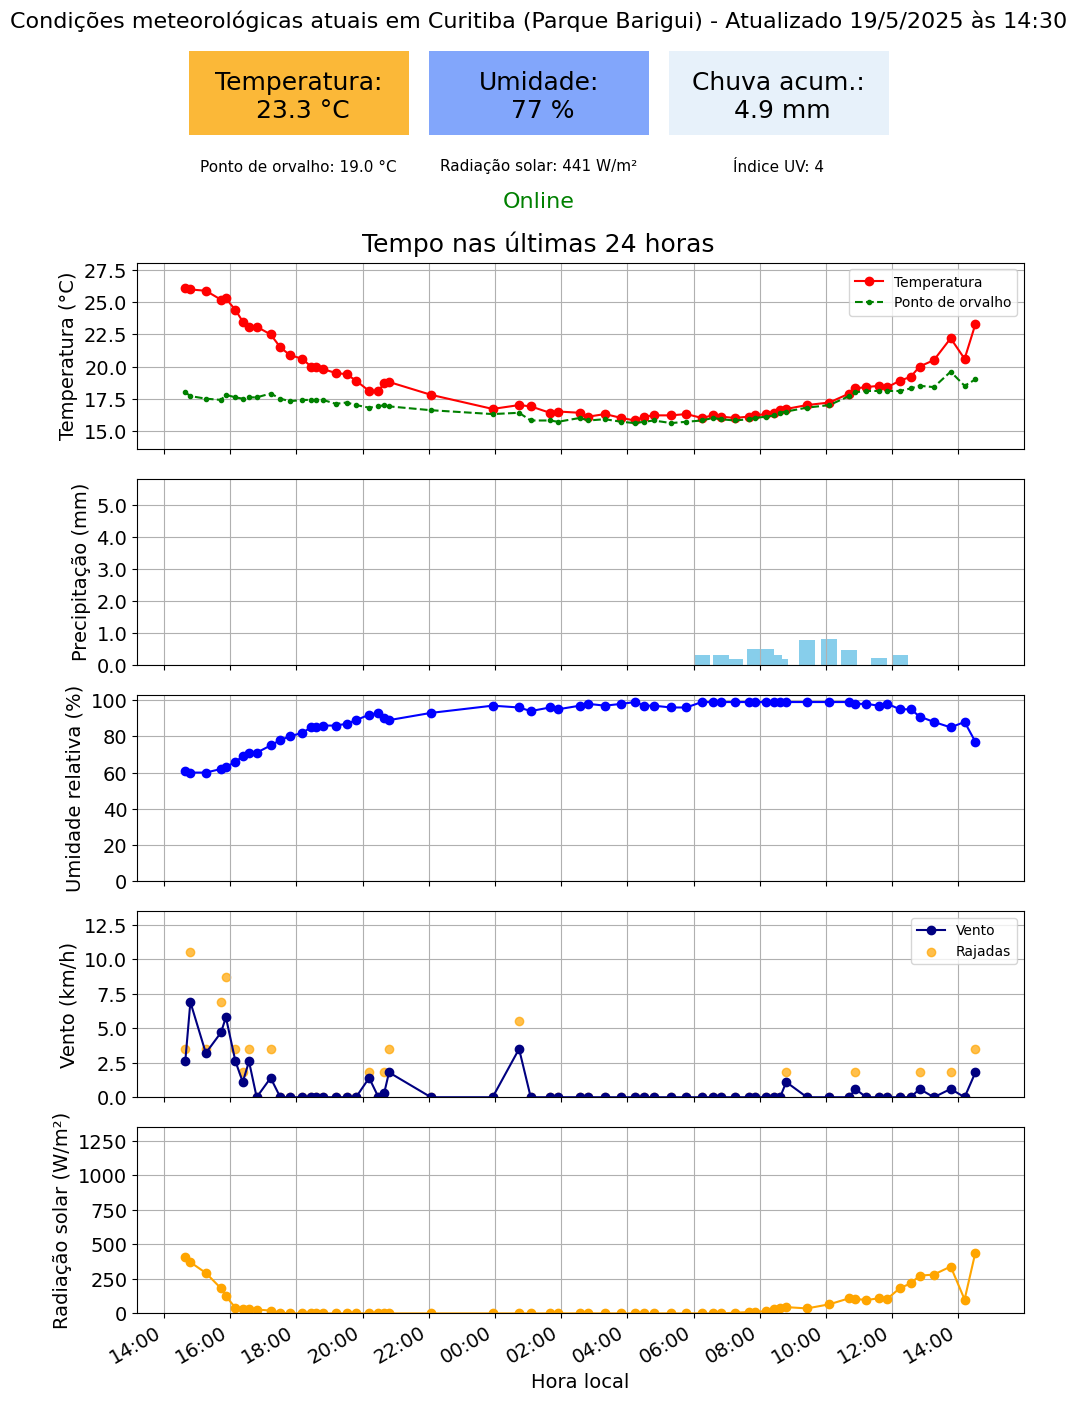 Condições meteorológicas atuais em Curitiba (Parque Barigui) - Atualizado 19/5/2025 às 14:30
Temperatura:
23.3 °C
Umidade:
77 %
Chuva acum.:
4.9 mm
Ponto de orvalho: 19.0 °C
Radiação solar: 441 W/m²
Índice UV: 4
Online
Tempo nas últimas 24 horas
Temperatura (°C)
27.5
25.0
22.5
20.0
17.5
15.0
Temperatura
Ponto de orvalho
Precipitação (mm)
5.0
4.0
3.0
2.0
1.0
0.0
Umidade relativa (%)
100
80
60
40
20
0
Vento (km/h)
12.5
10.0
7.5
5.0
2.5
0.0
Vento
Rajadas
Radiação solar (W/m²)
1250
1000
750
500
250
0
14:00
16:00
18:00
20:00
22:00
00:00
02:00
04:00
06:00
08:00
10:00
12:00
14:00
Hora local